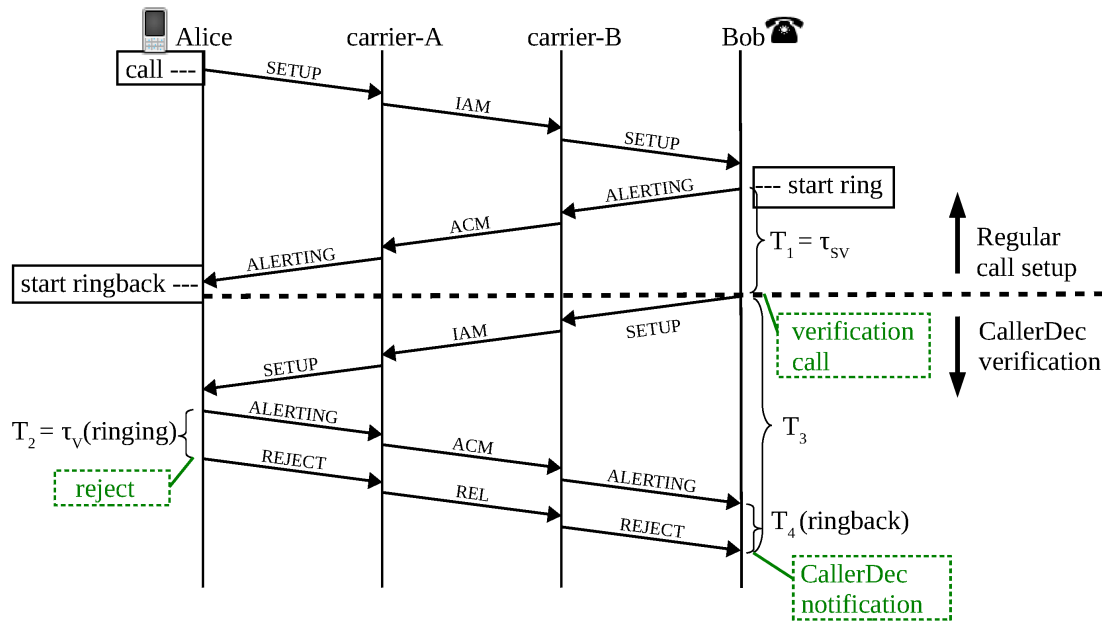 Alice
carrier-A
carrier-B
Bob
call ---
SETUP
IAM
SETUP
--- start ring
ALERTING
ACM
ALERTING
T1 = τSV
Regular
call setup
start ringback ---
verification
call
CallerDec
verification
SETUP
IAM
SETUP
T2 = τV(ringing)
ALERTING
ACM
ALERTING
T3
reject
REJECT
REL
REJECT
T4 (ringback)
CallerDec
notification